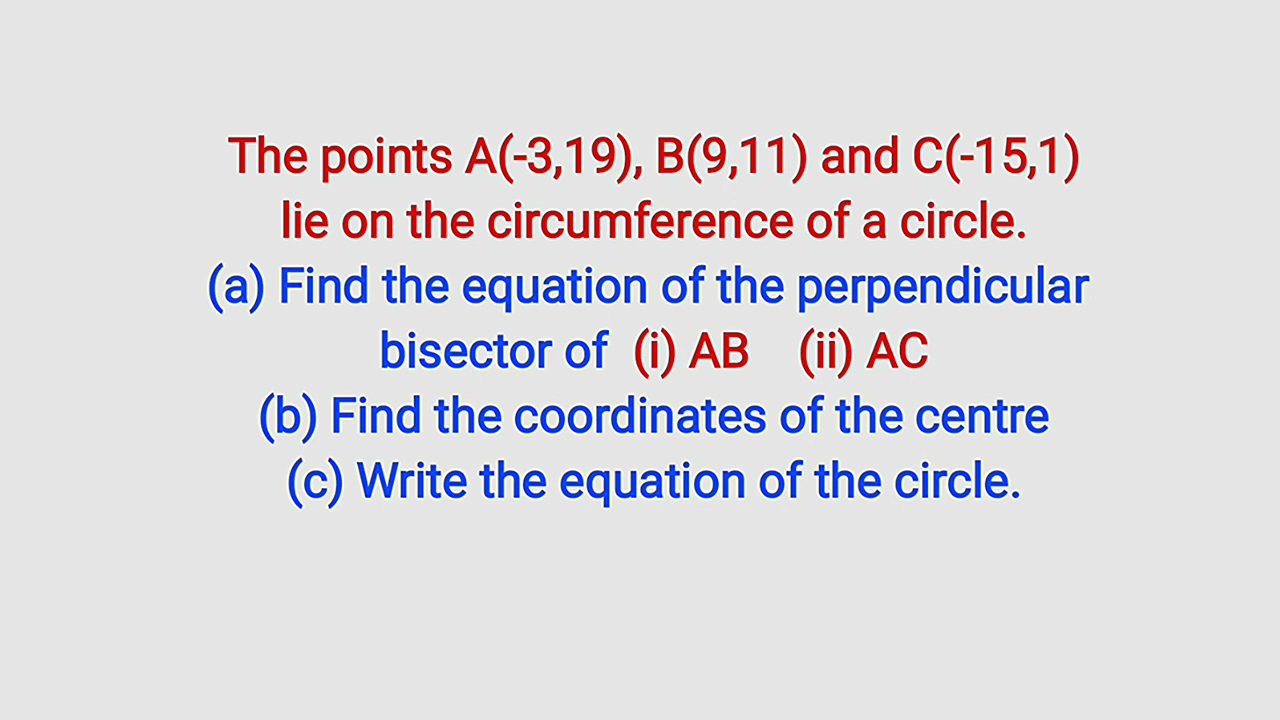 The points A(-3,19), B(9,11) and C(-15,1)
lie on the circumference of a circle.
(a) Find the equation of the perpendicular
bisector of (i) AB (ii) AC
(b) Find the coordinates of the centre
(c) Write the equation of the circle.